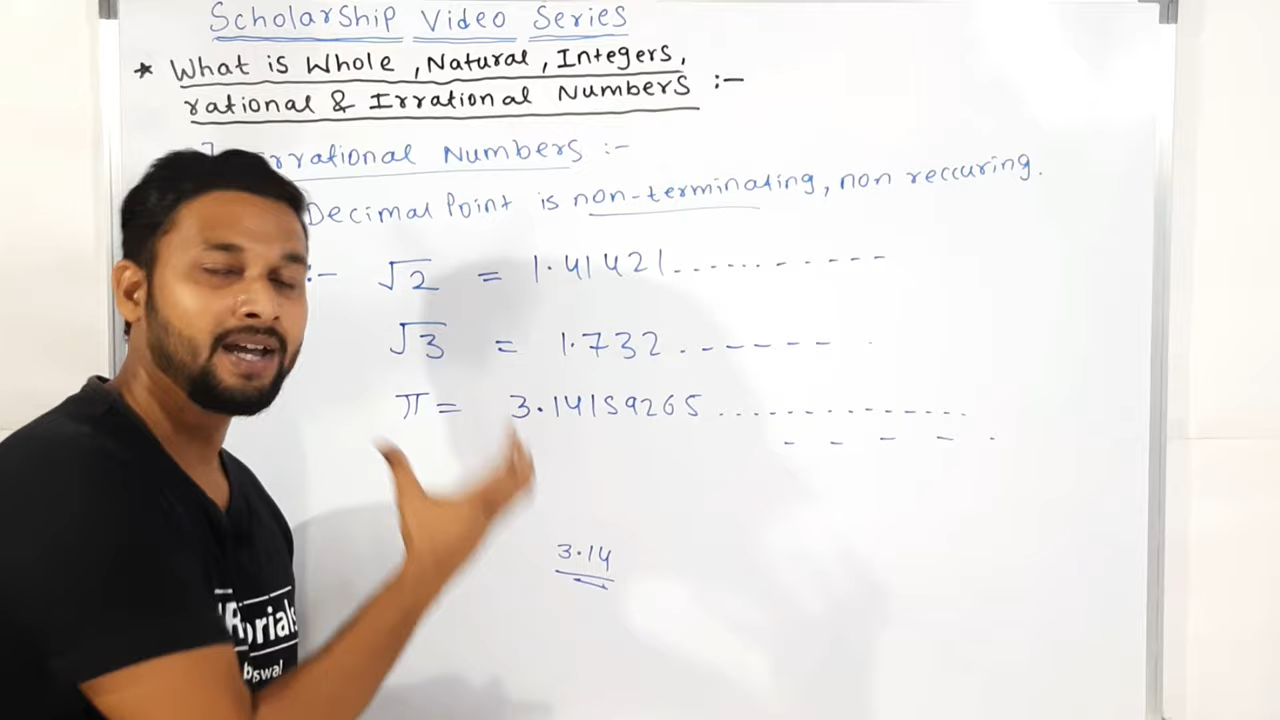 Scholarship Video Series
* What is Whole, Natural, Integers,
rational & Irrational Numbers :-
Numbers :-
Decimal Point is non-terminating, non reccuring.
:- √2 = 1.41421..........
√3 = 1.732.------
π = 3.14159265..............
- - - - .
3.14